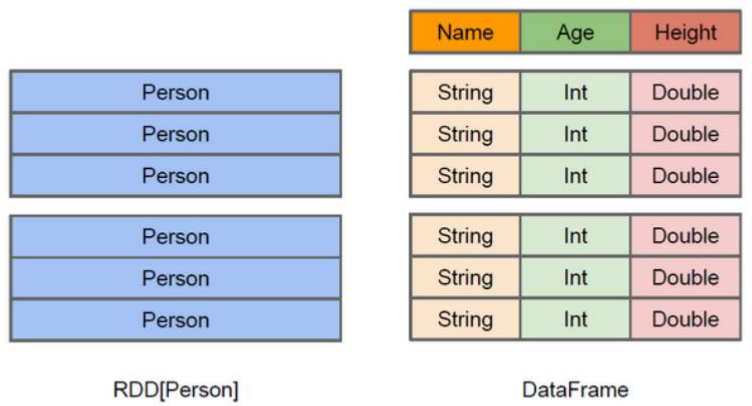 Name Age Height
Person String Int Double
Person String Int Double
Person String Int Double
Person String Int Double
Person String Int Double
Person String Int Double
RDD[Person] DataFrame